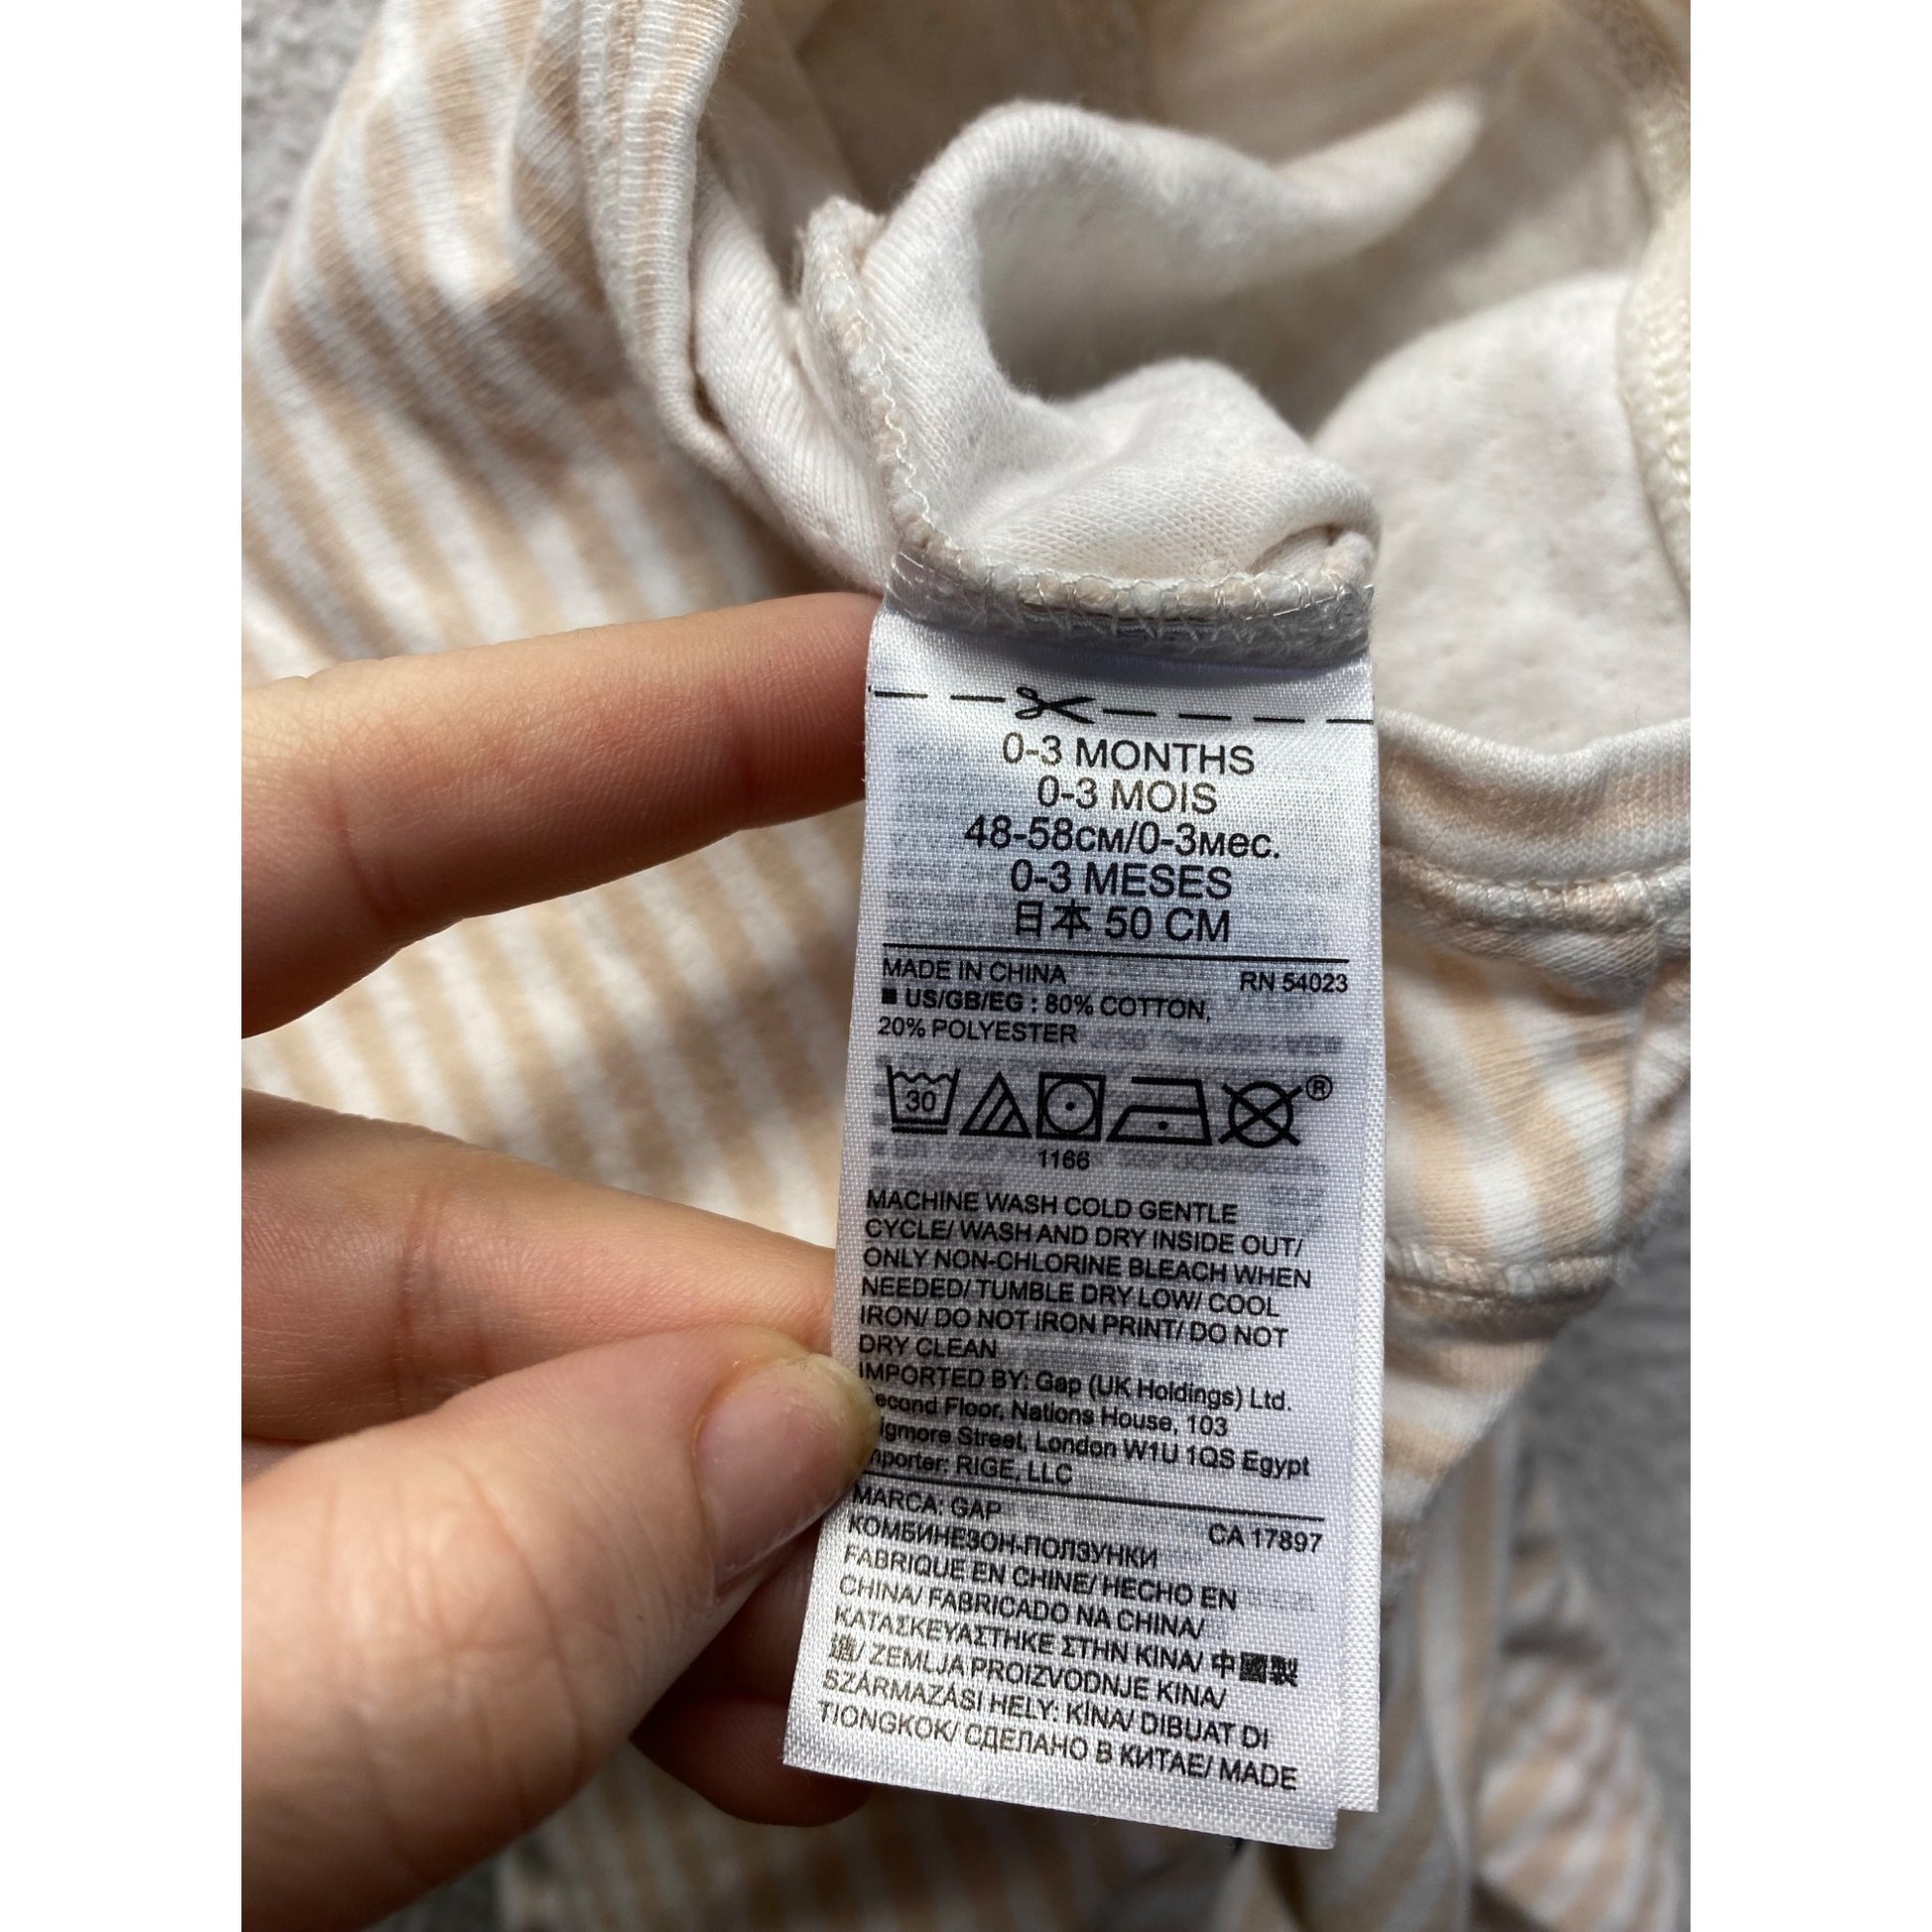 0-3 MONTHS
0-3 MOIS
48-58см/0-3мес.
0-3 MESES
日本 50 CM
MADE IN CHINA RN 54023
■ US/GB/EG : 80% COTTON,
20% POLYESTER
30 ®
1166
MACHINE WASH COLD GENTLE
CYCLE/ WASH AND DRY INSIDE OUT/
ONLY NON-CHLORINE BLEACH WHEN
NEEDED/ TUMBLE DRY LOW/ COOL
IRON/ DO NOT IRON PRINT/ DO NOT
DRY CLEAN
IMPORTED BY: Gap (UK Holdings) Ltd.
Floor, Nations House, 103
Street, London W1U 1QS Egypt
RIGE, LLC
MARCA: GAP CA 17897
КОМБИНЕЗОН-ПОЛЗУНКИ
FABRIQUE EN CHINE/ HECHO EN
CHINA/ FABRICADO NA CHINA/
ΚΑΤΑΣΚΕΥΑΣΤΗΚΕ ΣΤΗΝ ΚΙΝΑ/ 中國製
造/ ZEMLJA PROIZVODNJE KINA/
SZÁRMAZÁSI HELY: KÍNA/ DIBUAT DI
TIONGKOK/ СДЕЛАНО В КИТАЕ/ MADE